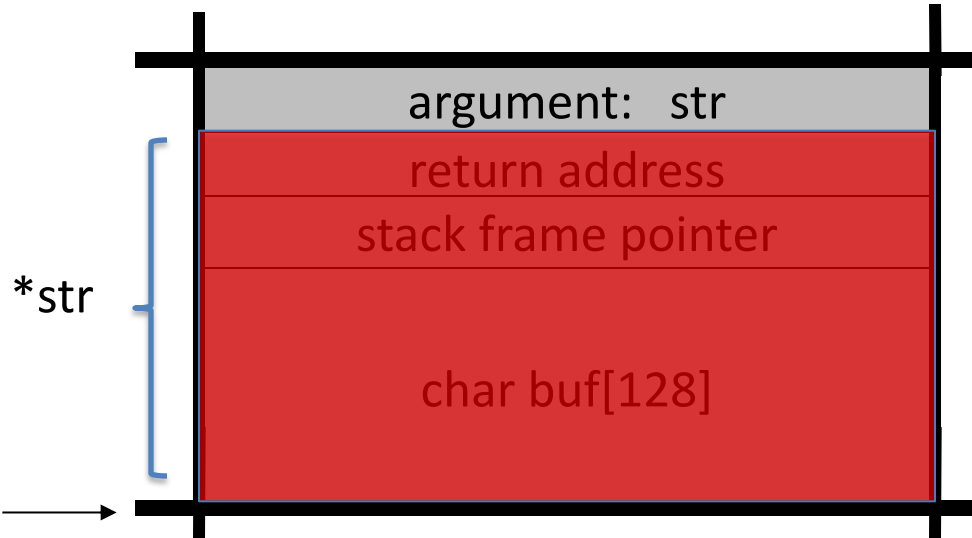 argument: str
return address
stack frame pointer
*str
char buf[128]